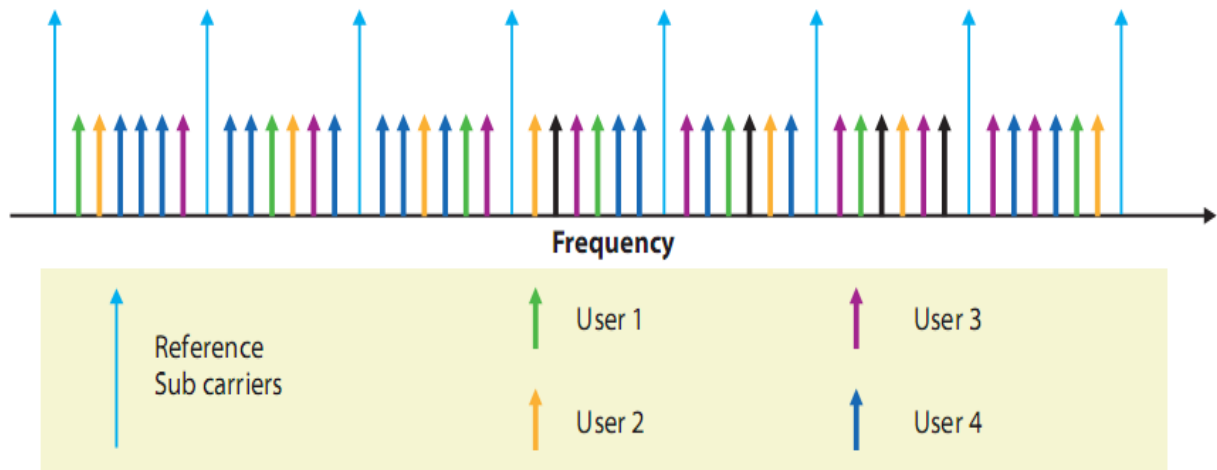 Frequency
Reference
Sub carriers
User 1
User 2
User 3
User 4